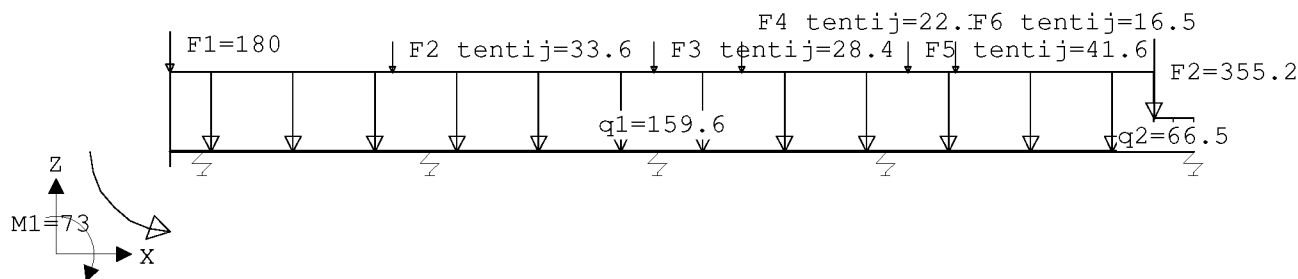 F4 tentij=22. F6 tentij=16.5
F1=180 F2 tentij=33.6 F3 tentij=28.4 F5 tentij=41.6
F2=355.2
q1=159.6
q2=66.5
Z
M1=73
X